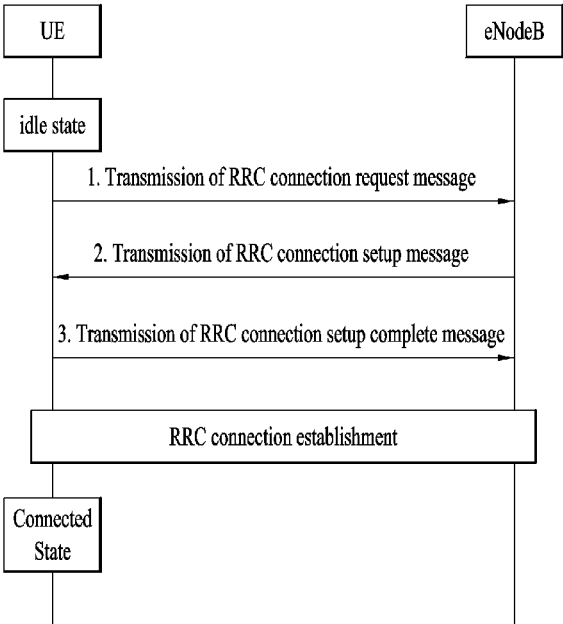 UE
eNodeB
idle state
1. Transmission of RRC connection request message
2. Transmission of RRC connection setup message
3. Transmission of RRC connection setup complete message
RRC connection establishment
Connected
State